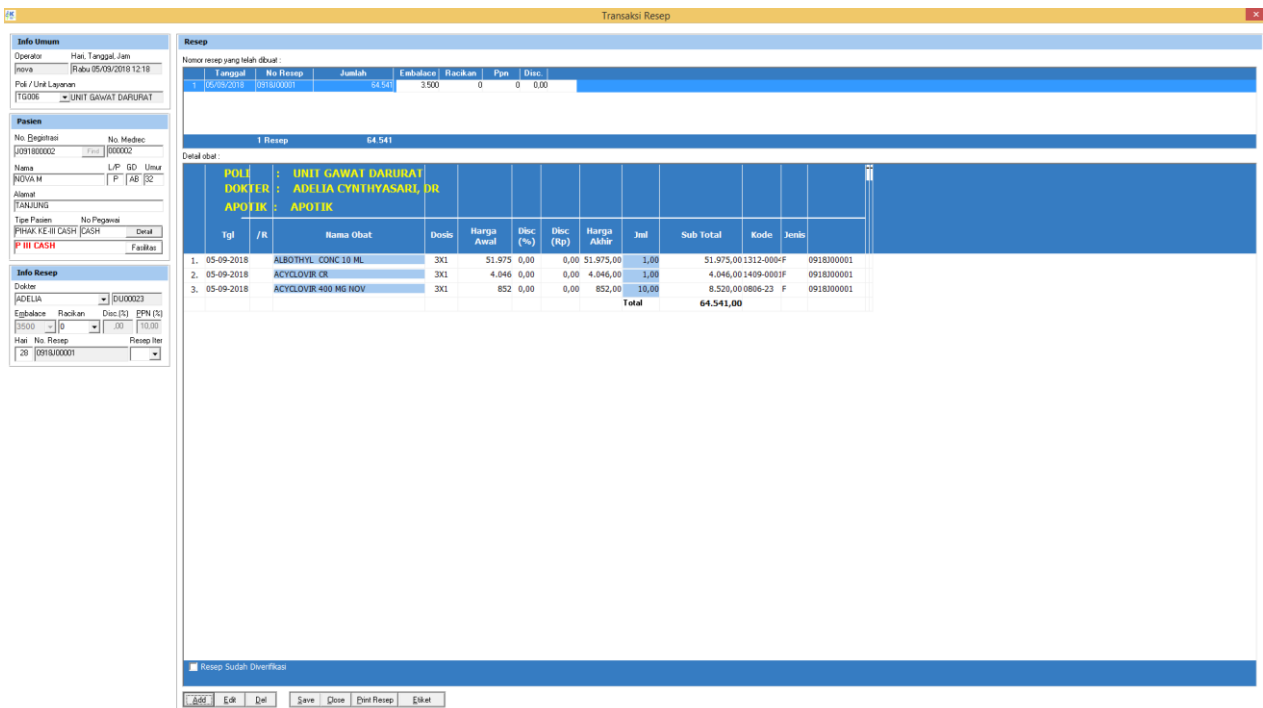 Transaksi Resep
Info Umum
Operator Hari, Tanggal, Jam
nova Rabu 05/09/2018 12:18
Poli / Unit Layanan
TG006 UNIT GAWAT DARURAT
Pasien
No. Registrasi No. Medrec
J091800002 Find 000002
Nama L/P GD Umur
NOVA M P AB 32
Alamat
TANJUNG
Tipe Pasien No Pegawai
PIHAK KE-III CASH CASH Detail
P III CASH Fasilitas
Info Resep
Dokter
ADELIA DU00023
Embalace Racikan Disc.(%) PPN (%)
3500 0 ,00 10,00
Hari No. Resep Resep Iter
28 0918J00001
Resep
Nomor resep yang telah dibuat :
Tanggal No Resep Jumlah Embalace Racikan Ppn Disc.
1 05/09/2018 0918J00001 64.541 3.500 0 0 0,00
1 Resep 64.541
Detail obat :
POLI : UNIT GAWAT DARURAT
DOKTER : ADELIA CYNTHYASARI, DR
APOTIK : APOTIK
Tgl /R Nama Obat Dosis Harga Awal Disc (%) Disc (Rp) Harga Akhir Jml Sub Total Kode Jenis
1. 05-09-2018 ALBOTHYL CONC 10 ML 3X1 51.975 0,00 0,00 51.975,00 1,00 51.975,00 1312-0004 F 0918J00001
2. 05-09-2018 ACYCLOVIR CR 3X1 4.046 0,00 0,00 4.046,00 1,00 4.046,00 1409-0001 F 0918J00001
3. 05-09-2018 ACYCLOVIR 400 MG NOV 3X1 852 0,00 0,00 852,00 10,00 8.520,00 0806-23 F 0918J00001
Total 64.541,00
Resep Sudah Diverifikasi
Add Edit Del Save Close Print Resep Etiket